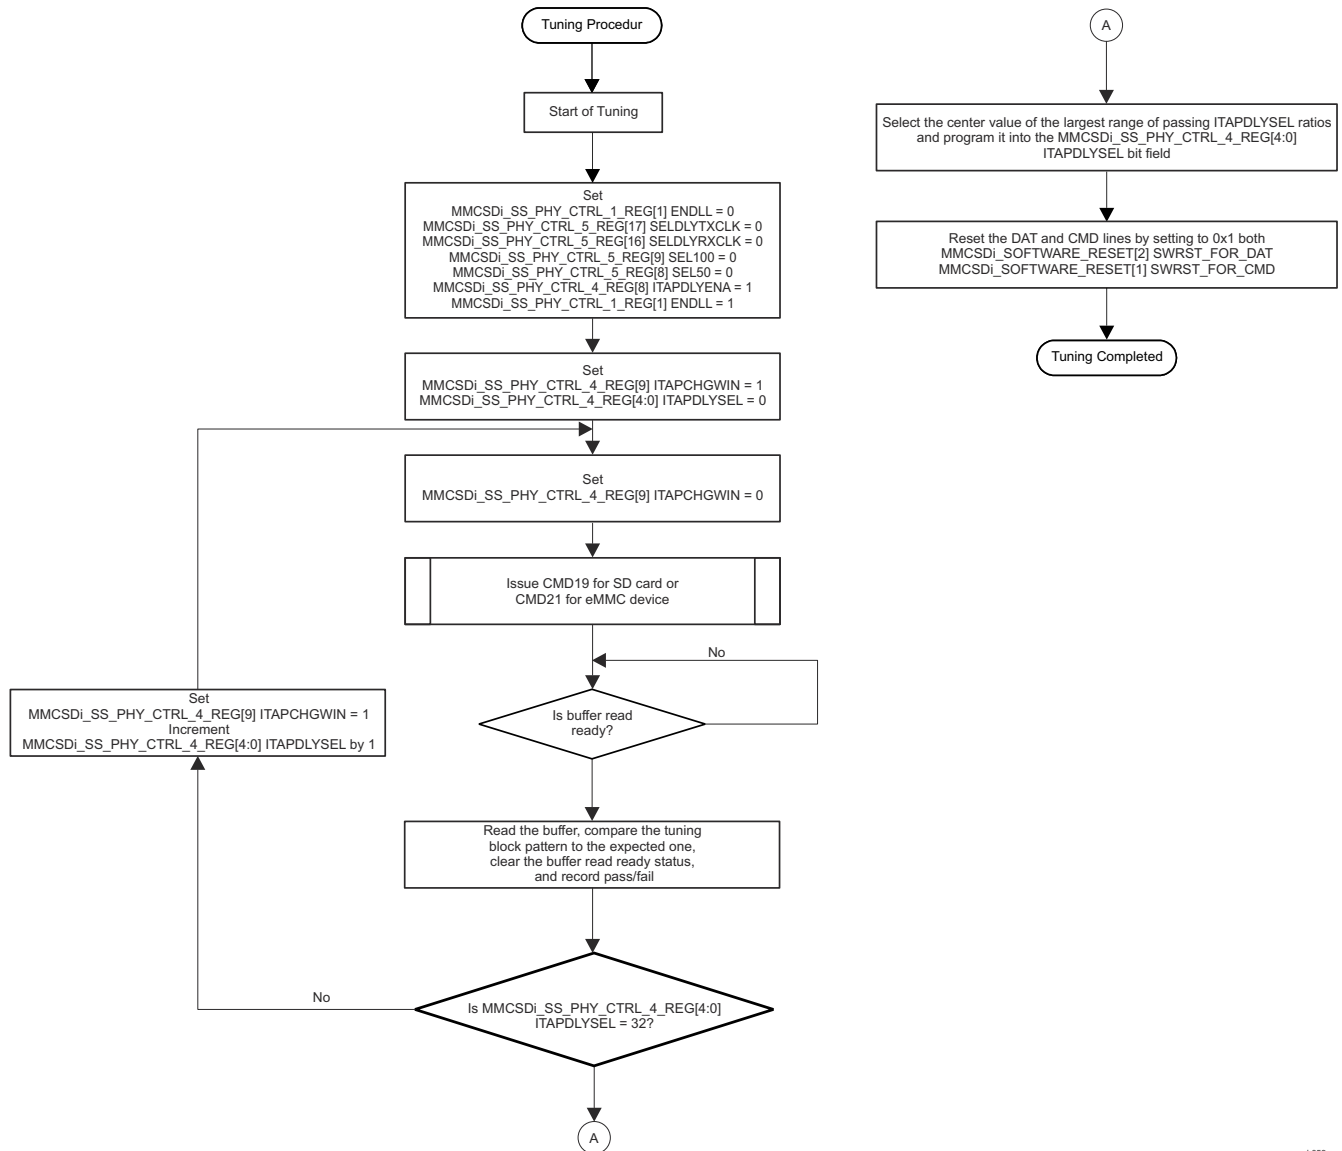 Tuning Procedur
Start of Tuning
Set
MMCSDi_SS_PHY_CTRL_1_REG[1] ENDLL = 0
MMCSDi_SS_PHY_CTRL_5_REG[17] SELDLYTXCLK = 0
MMCSDi_SS_PHY_CTRL_5_REG[16] SELDLYRXCLK = 0
MMCSDi_SS_PHY_CTRL_5_REG[9] SEL100 = 0
MMCSDi_SS_PHY_CTRL_5_REG[8] SEL50 = 0
MMCSDi_SS_PHY_CTRL_4_REG[8] ITAPDLYENA = 1
MMCSDi_SS_PHY_CTRL_1_REG[1] ENDLL = 1
Set
MMCSDi_SS_PHY_CTRL_4_REG[9] ITAPCHGWIN = 1
MMCSDi_SS_PHY_CTRL_4_REG[4:0] ITAPDLYSEL = 0
Set
MMCSDi_SS_PHY_CTRL_4_REG[9] ITAPCHGWIN = 0
Issue CMD19 for SD card or
CMD21 for eMMC device
No
Is buffer read
ready?
Set
MMCSDi_SS_PHY_CTRL_4_REG[9] ITAPCHGWIN = 1
Increment
MMCSDi_SS_PHY_CTRL_4_REG[4:0] ITAPDLYSEL by 1
Read the buffer, compare the tuning
block pattern to the expected one,
clear the buffer read ready status,
and record pass/fail
No
Is MMCSDi_SS_PHY_CTRL_4_REG[4:0]
ITAPDLYSEL = 32?
A
A
Select the center value of the largest range of passing ITAPDLYSEL ratios
and program it into the MMCSDi_SS_PHY_CTRL_4_REG[4:0]
ITAPDLYSEL bit field
Reset the DAT and CMD lines by setting to 0x1 both
MMCSDi_SOFTWARE_RESET[2] SWRST_FOR_DAT
MMCSDi_SOFTWARE_RESET[1] SWRST_FOR_CMD
Tuning Completed